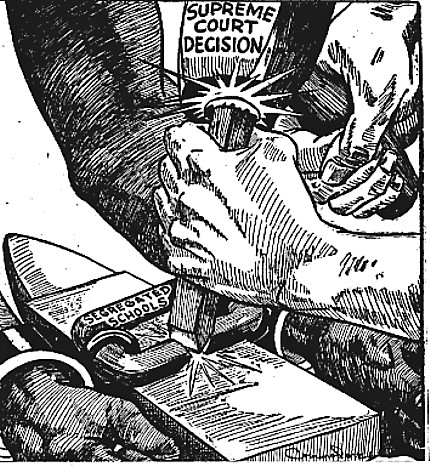 SUPREME
COURT
DECISION
SEGREGATED
SCHOOLS